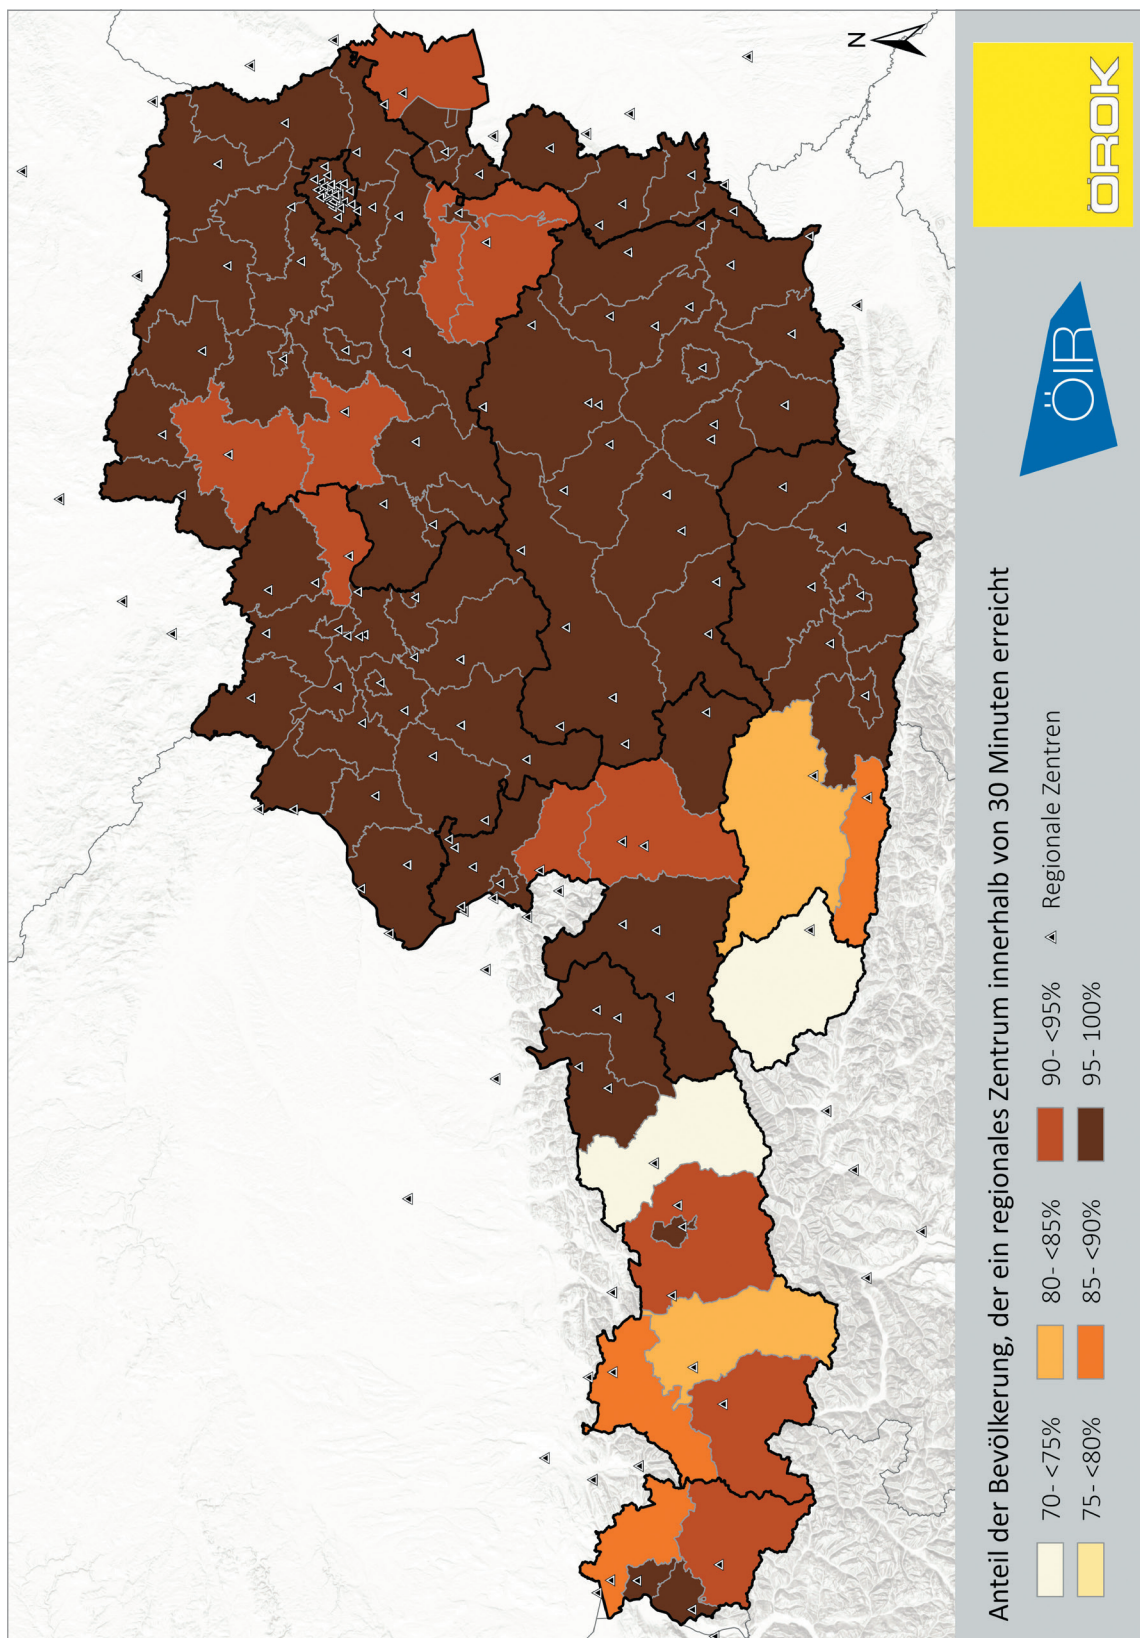 N
Anteil der Bevölkerung, der ein regionales Zentrum innerhalb von 30 Minuten erreicht
70- <75%
80- <85%
90- <95%
Regionale Zentren
75- <80%
85- <90%
95- 100%
ÖIR
ÖROK